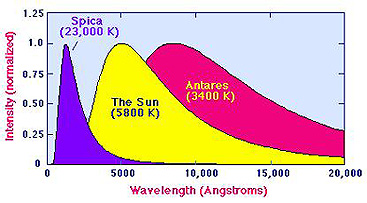 Spica
(23,000 K)
1.25
1.0
0.75
0.50
0.25
0
Intensity (normalized)
The Sun
(5800 K)
Antares
(3400 K)
0
5000
10,000
15,000
20,000
Wavelength (Angstroms)